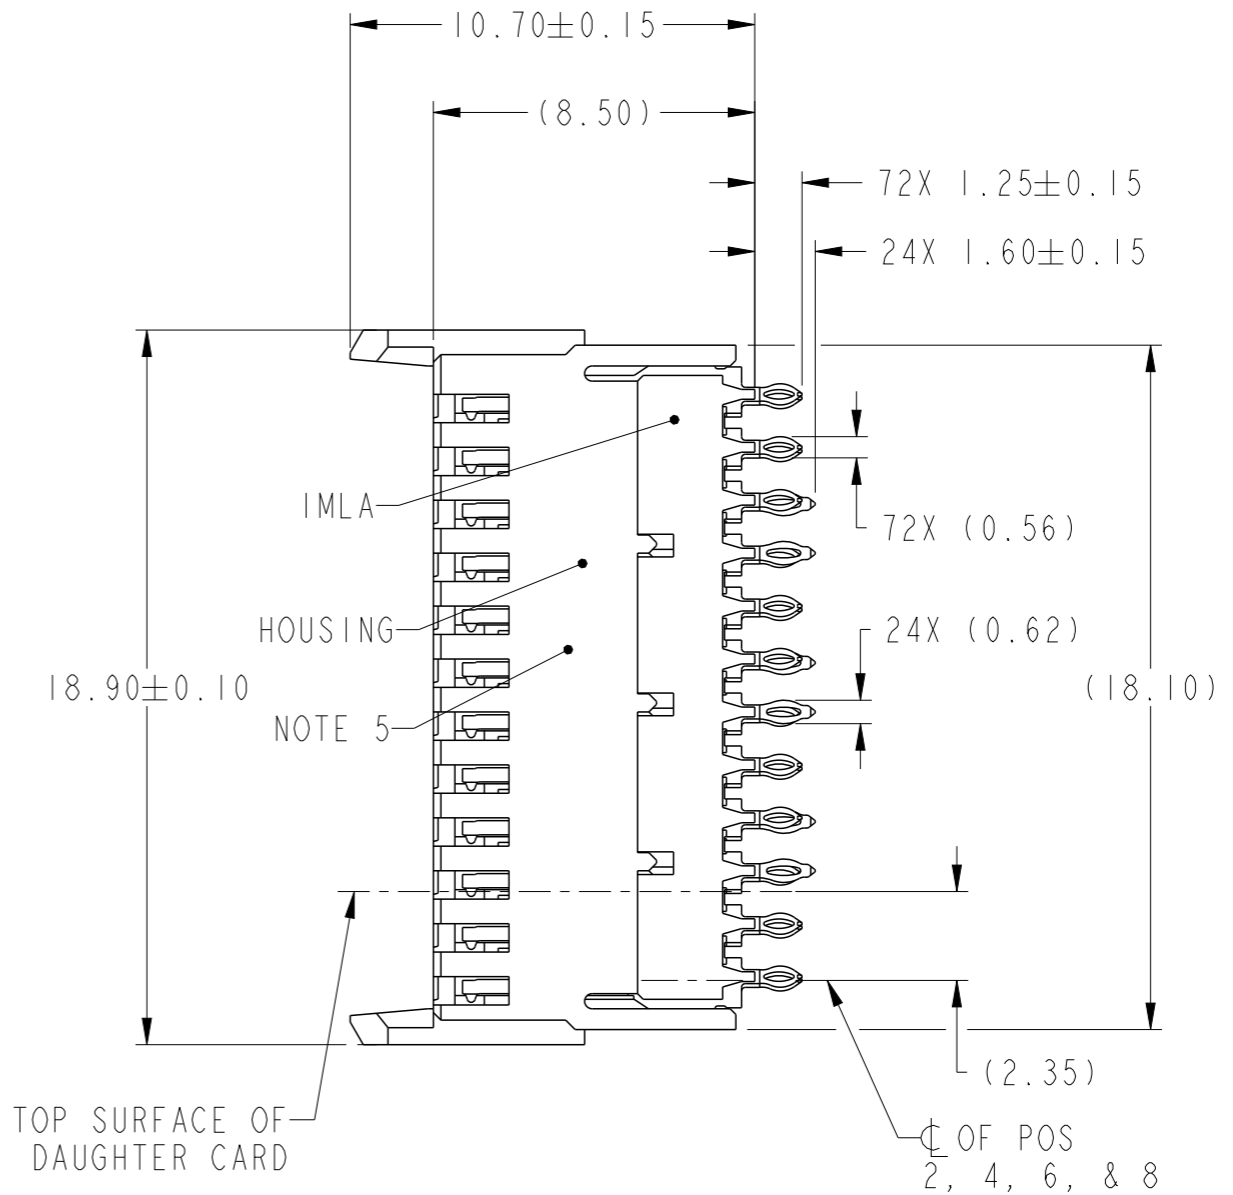 10.70±0.15
(8.50)
72X 1.25±0.15
24X 1.60±0.15
IMLA
72X (0.56)
HOUSING
24X (0.62)
18.90±0.10
(18.10)
NOTE 5
(2.35)
TOP SURFACE OF
DAUGHTER CARD
℄ OF POS
2, 4, 6, & 8